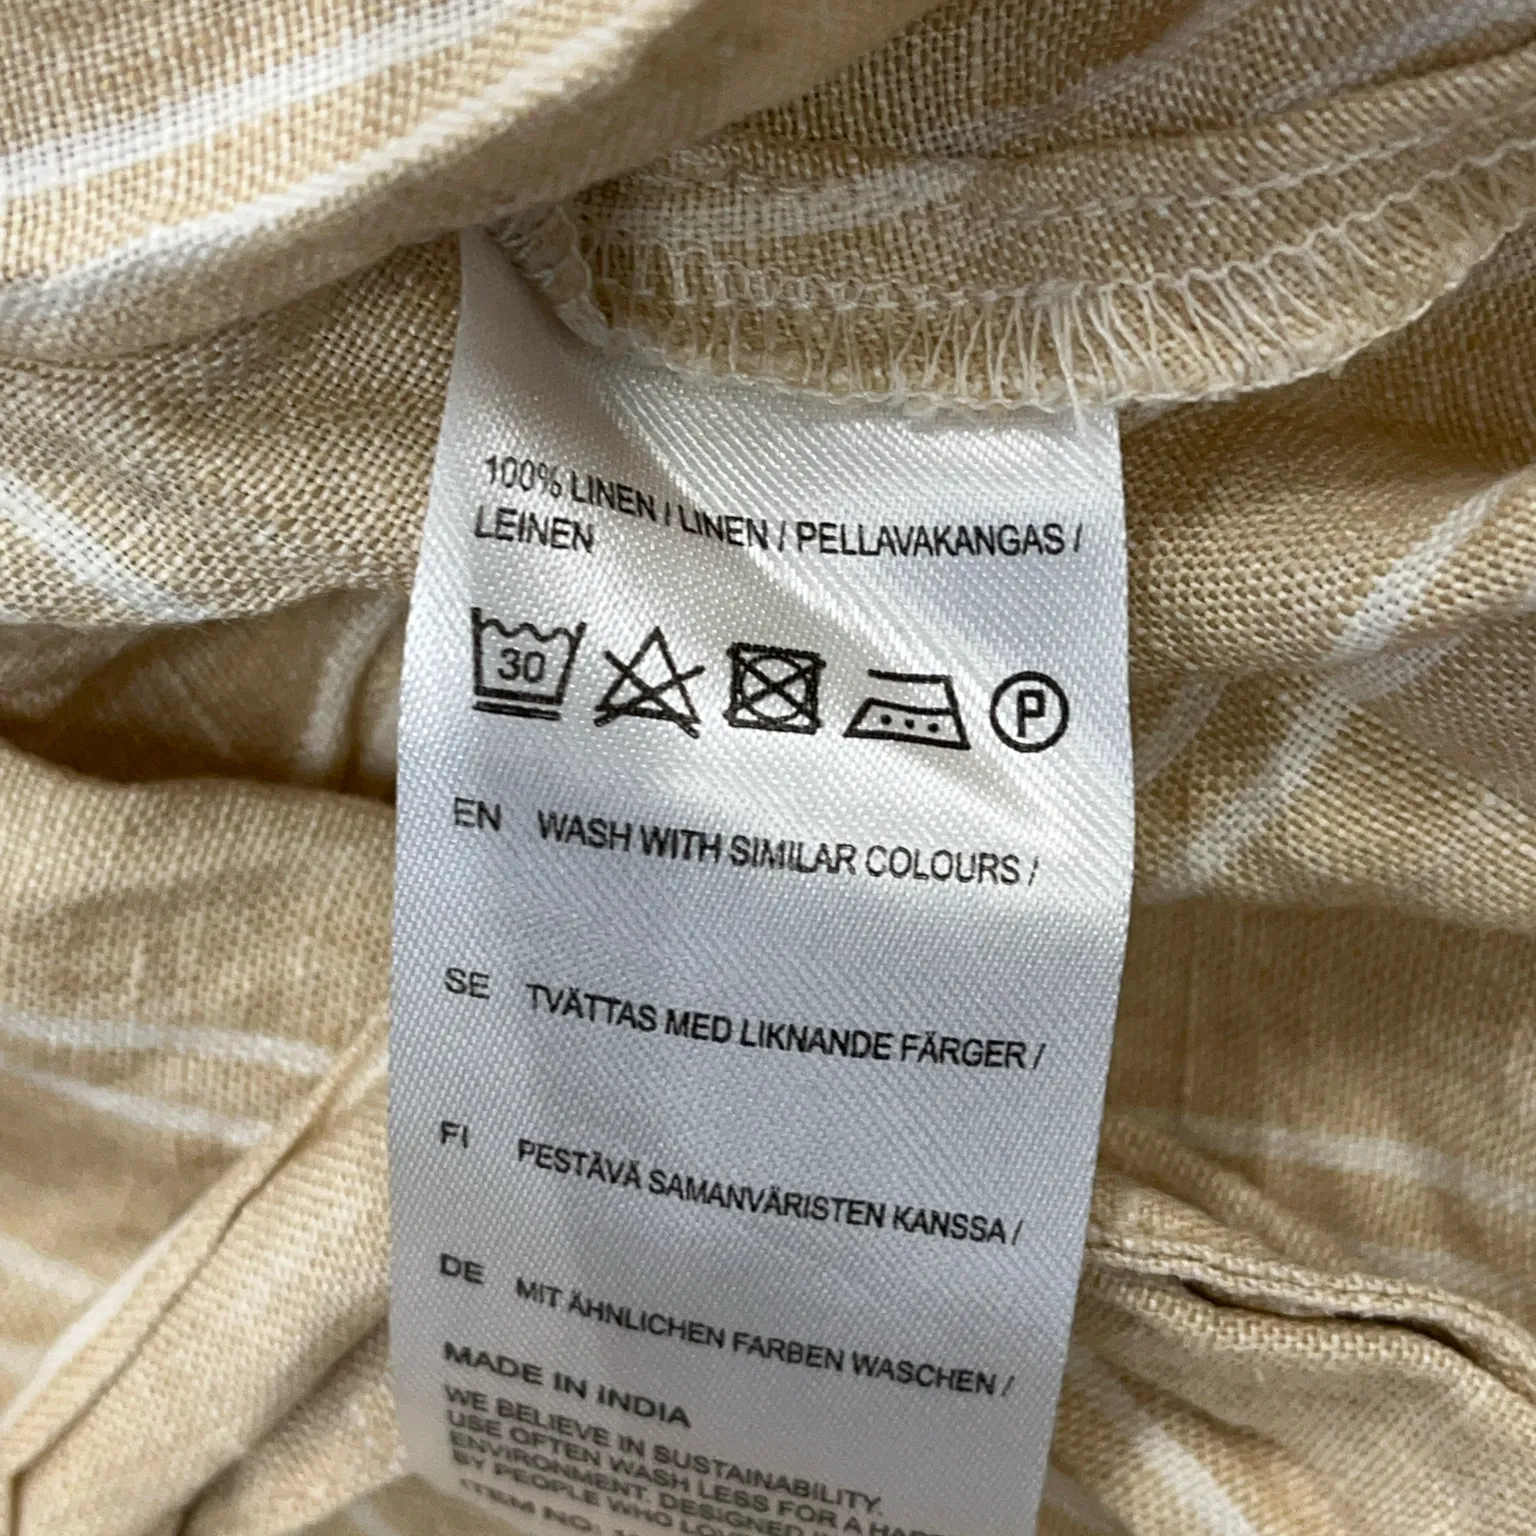 100% LINEN / LINEN / PELLAVAKANGAS /
LEINEN
30
P
EN WASH WITH SIMILAR COLOURS /
SE TVÄTTAS MED LIKNANDE FÄRGER /
FI PESTÄVÄ SAMANVÄRISTEN KANSSA /
DE MIT ÄHNLICHEN FARBEN WASCHEN /
MADE IN INDIA
WE BELIEVE IN SUSTAINABILITY.
USE OFTEN WASH LESS FOR A
ENVIRONMENT. DESIGNED
BY PEOPLE WHO
ITEM NO: